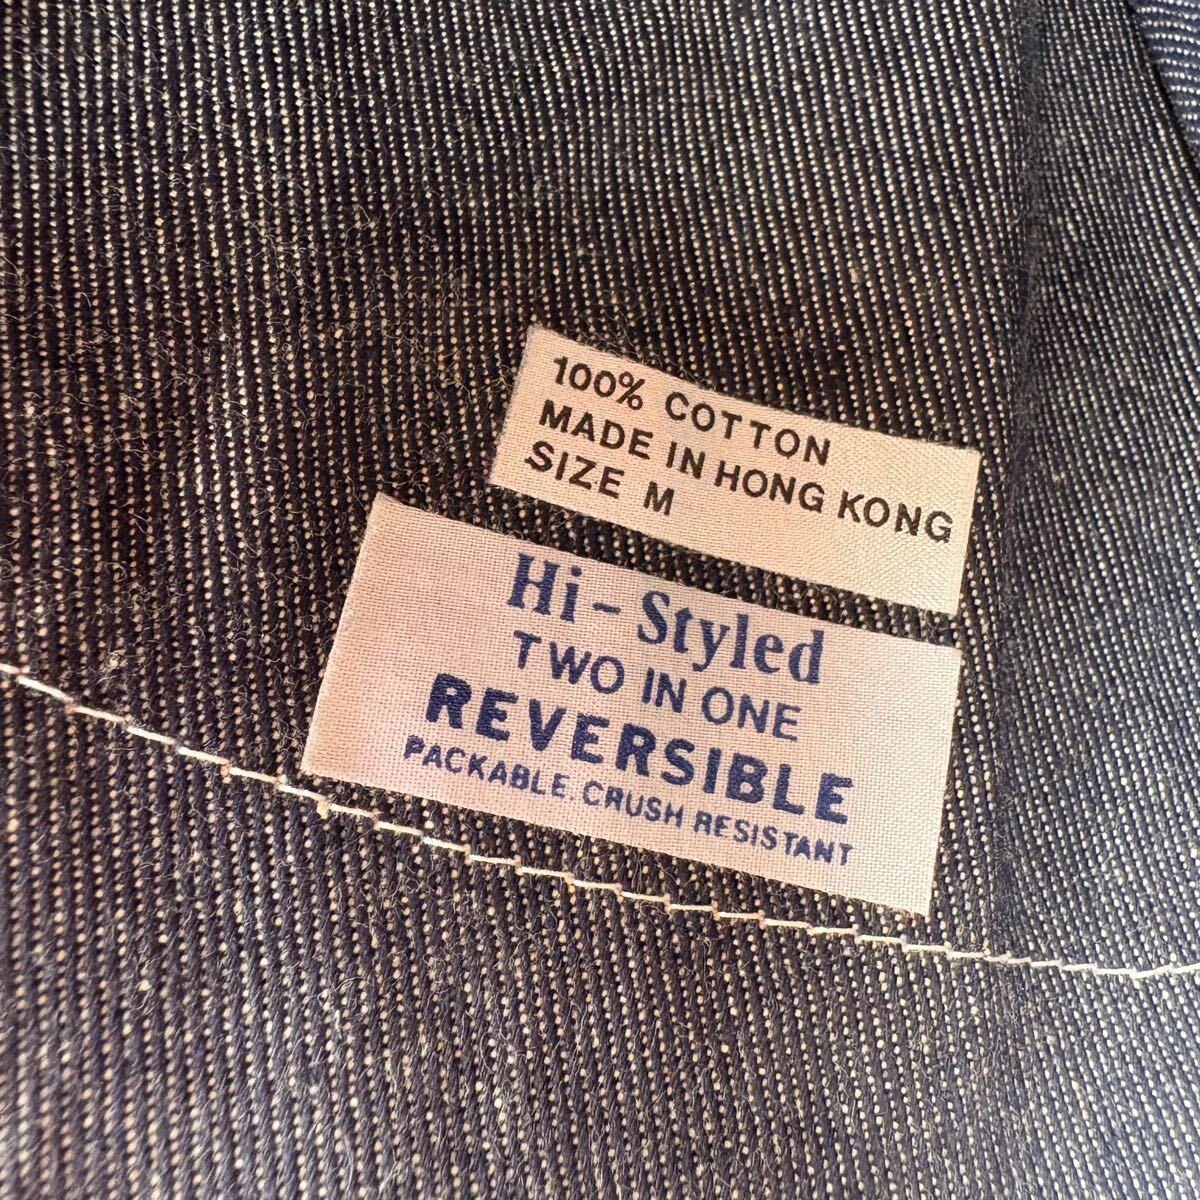 100% COTTON
MADE IN HONG KONG
SIZE M
Hi-Styled
TWO IN ONE
REVERSIBLE
PACKABLE. CRUSH RESISTANT